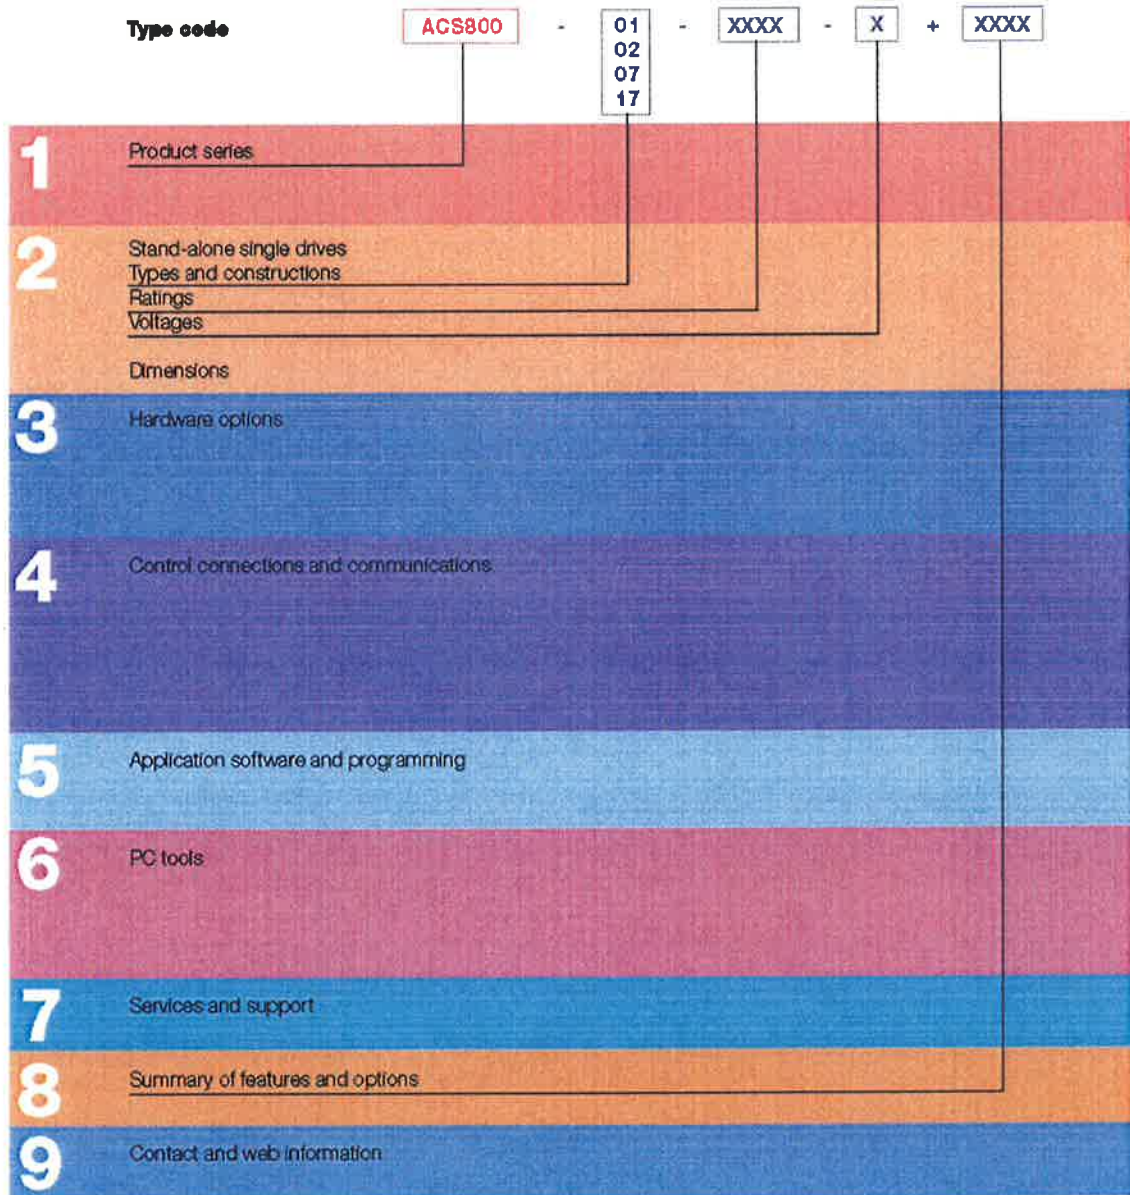 Type code ACS800 - 01 - XXXX - X + XXXX
02
07
17
1 Product series
2 Stand-alone single drives
Types and constructions
Ratings
Voltages
Dimensions
3 Hardware options
4 Control connections and communications
5 Application software and programming
6 PC tools
7 Services and support
8 Summary of features and options
9 Contact and web information